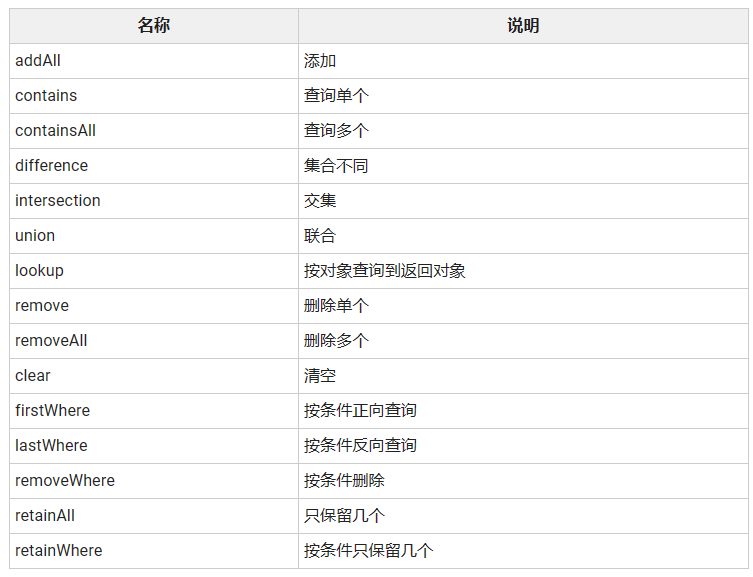 名称 说明
addAll 添加
contains 查询单个
containsAll 查询多个
difference 集合不同
intersection 交集
union 联合
lookup 按对象查询到返回对象
remove 删除单个
removeAll 删除多个
clear 清空
firstWhere 按条件正向查询
lastWhere 按条件反向查询
removeWhere 按条件删除
retainAll 只保留几个
retainWhere 按条件只保留几个